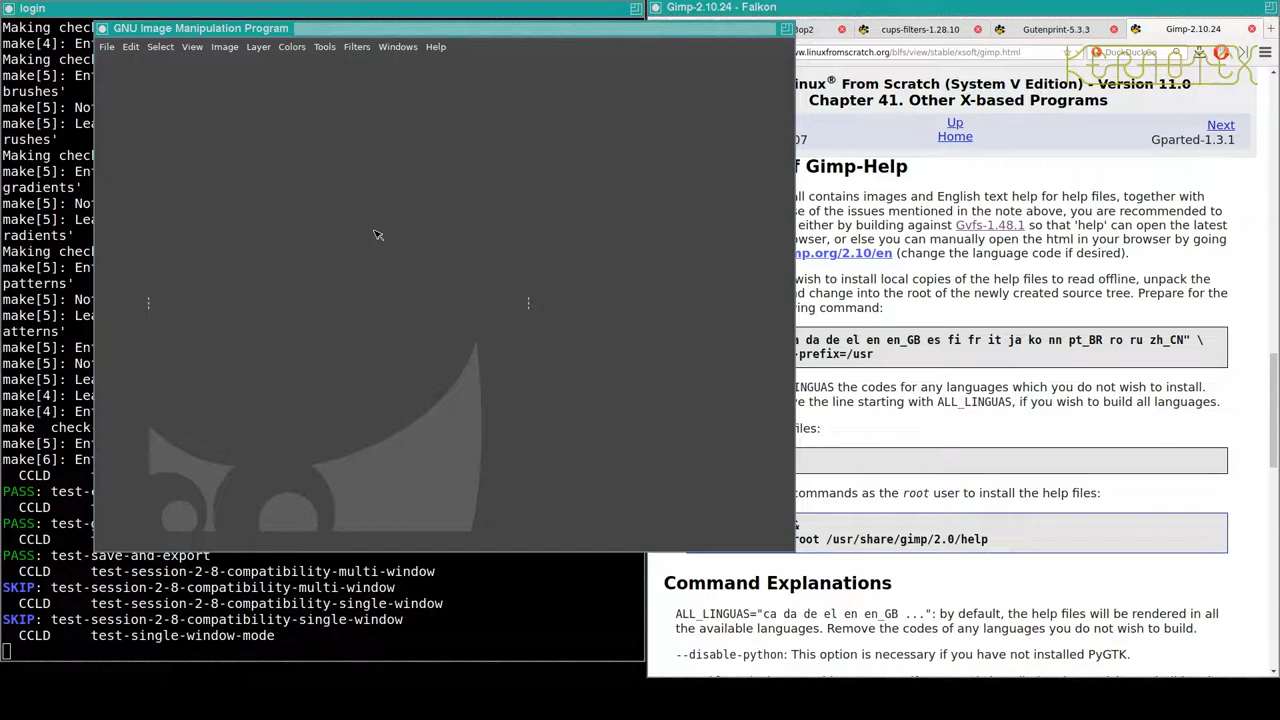 login
Making chec
make[4]: En
Making chec
make[5]: En
brushes'
make[5]: No
make[5]: Lea
rushes'
Making chec
make[5]: En
gradients'
make[5]: No
make[5]: Lea
radients'
Making chec
make[5]: En
patterns'
make[5]: No
make[5]: Lea
atterns'
make[5]: En
make[5]: No
make[5]: Lea
make[4]: Lea
make[4]: En
make  check
make[5]: En
make[6]: En
CCLD
PASS: test-
CCLD
PASS: test-g
CCLD
PASS: test-save-and-export
CCLD     test-session-2-8-compatibility-multi-window
SKIP: test-session-2-8-compatibility-multi-window
CCLD     test-session-2-8-compatibility-single-window
SKIP: test-session-2-8-compatibility-single-window
CCLD     test-single-window-mode
GNU Image Manipulation Program
File Edit Select View Image Layer Colors Tools Filters Windows Help
Gimp-2.10.24 - Falkon
op2 cups-filters-1.28.10 Gutenprint-5.3.3 Gimp-2.10.24
w.linuxfromscratch.org/blfs/view/stable/xsoft/gimp.html DuckDuckGo
KERNOTEX
inux® From Scratch (System V Edition) - Version 11.0
Chapter 41. Other X-based Programs
Up Next
07 Home Gparted-1.3.1
f Gimp-Help
all contains images and English text help for help files, together with
se of the issues mentioned in the note above, you are recommended to
either by building against Gvfs-1.48.1 so that 'help' can open the latest
owser, or else you can manually open the html in your browser by going
mp.org/2.10/en (change the language code if desired).
wish to install local copies of the help files to read offline, unpack the
d change into the root of the newly created source tree. Prepare for the
ing command:
a da de el en en_GB es fi fr it ja ko nn pt_BR ro ru zh_CN" \
-prefix=/usr
INGUAS the codes for any languages which you do not wish to install.
ve the line starting with ALL_LINGUAS, if you wish to build all languages.
files:
commands as the root user to install the help files:
&
root /usr/share/gimp/2.0/help
Command Explanations
ALL_LINGUAS="ca da de el en en_GB ...": by default, the help files will be rendered in all
the available languages. Remove the codes of any languages you do not wish to build.
--disable-python: This option is necessary if you have not installed PyGTK.